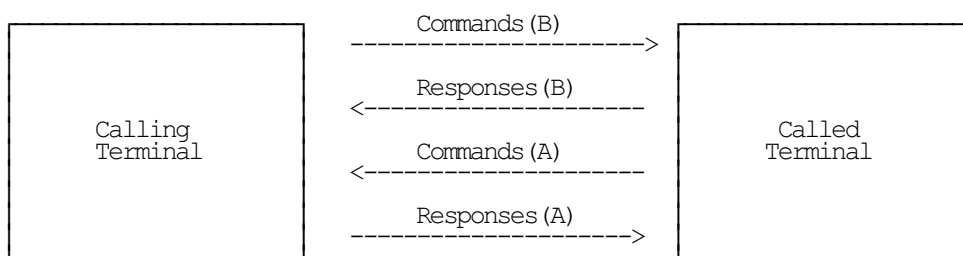 Commands(B)
Responses(B)
Calling
Terminal
Called
Terminal
Commands(A)
Responses(A)